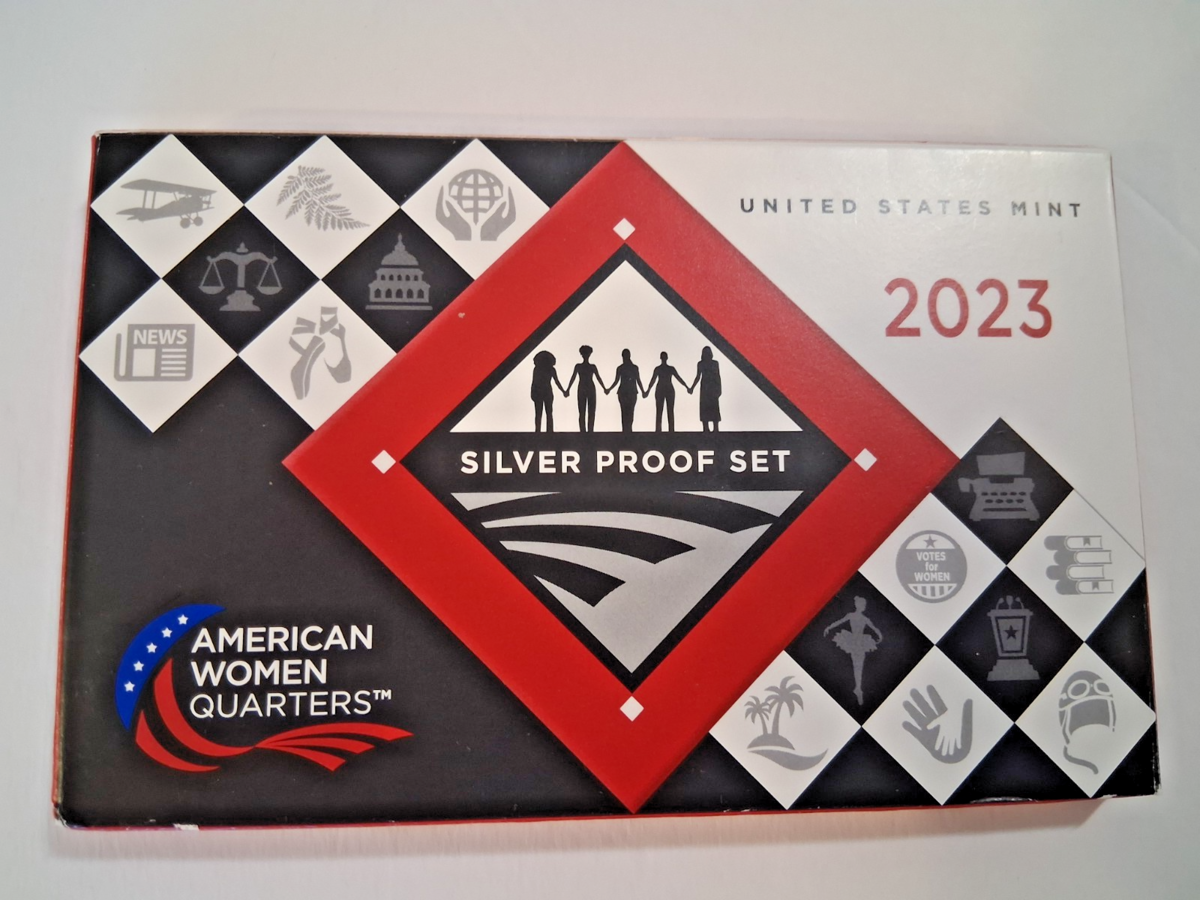 UNITED STATES MINT
2023
NEWS
SILVER PROOF SET
VOTES
for
WOMEN
AMERICAN
WOMEN
QUARTERS™